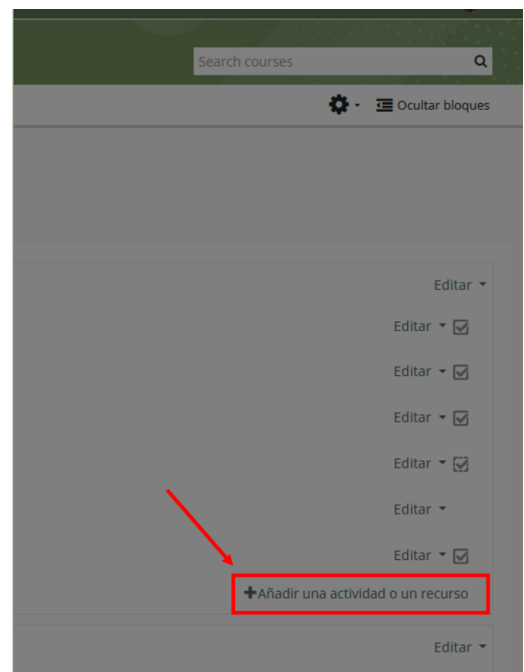 Search courses
Ocultar bloques
Editar
Editar
Editar
Editar
Editar
Editar
Editar
+Añadir una actividad o un recurso
Editar